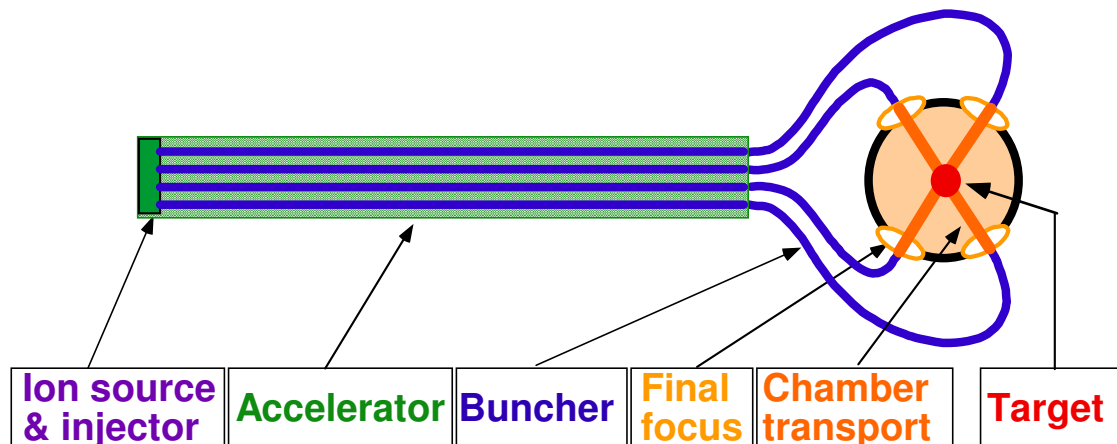 Ion source
& injector
Accelerator
Buncher
Final
focus
Chamber
transport
Target